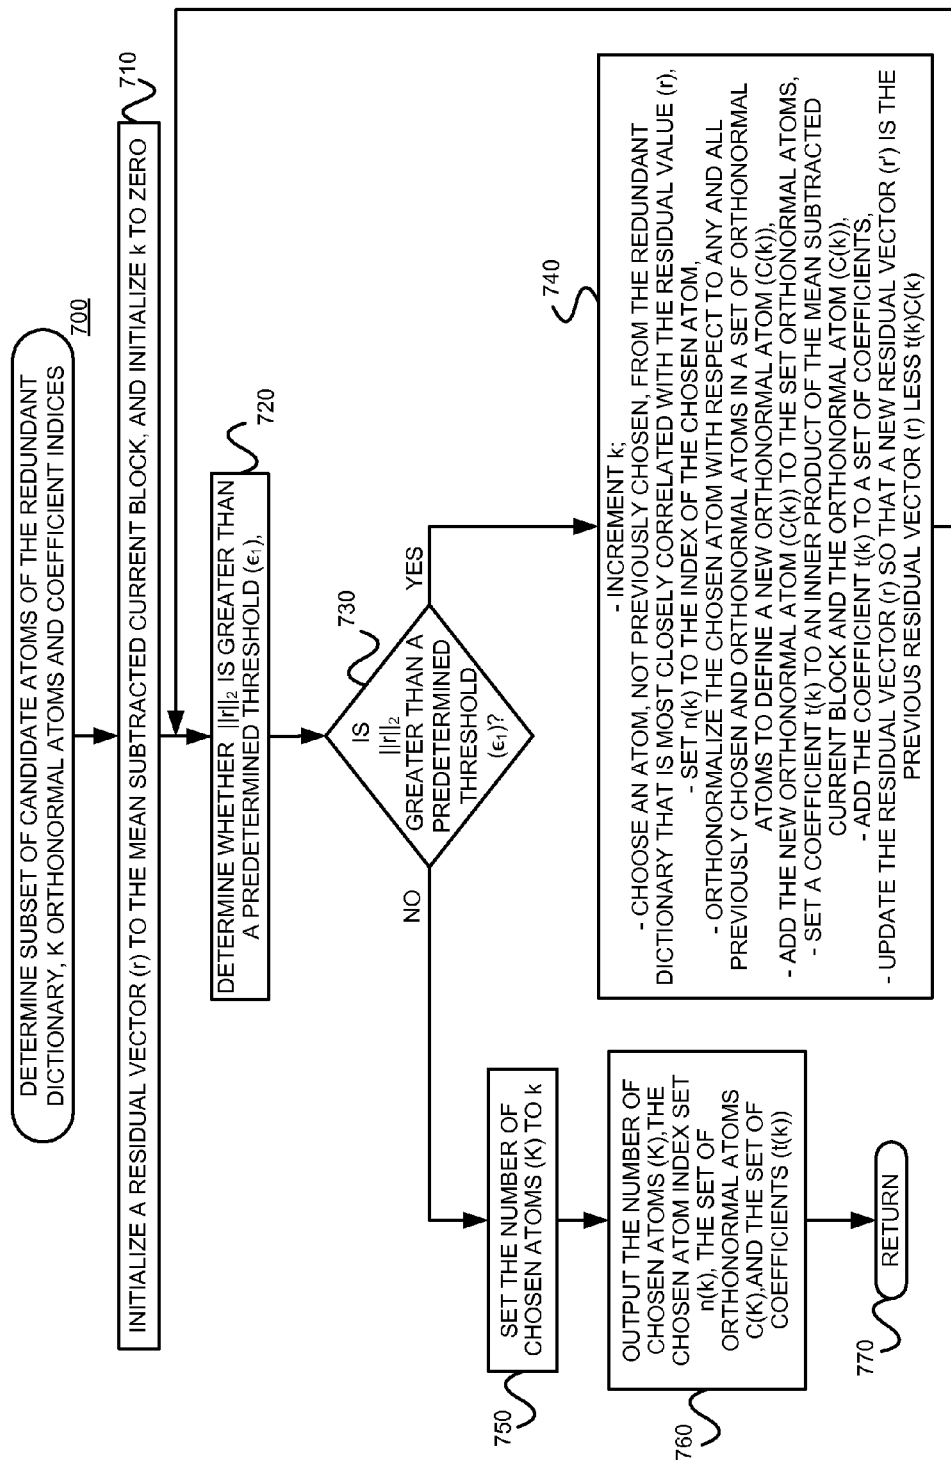 DETERMINE SUBSET OF CANDIDATE ATOMS OF THE REDUNDANT
DICTIONARY, K ORTHONORMAL ATOMS AND COEFFICIENT INDICES
700
INITIALIZE A RESIDUAL VECTOR (r) TO THE MEAN SUBTRACTED CURRENT BLOCK, AND INITIALIZE k TO ZERO
710
DETERMINE WHETHER ||r||₂ IS GREATER THAN
A PREDETERMINED THRESHOLD (ϵ₁),
720
IS
||r||₂
GREATER THAN A
PREDETERMINED
THRESHOLD
(ϵ₁)?
730
NO
YES
- INCREMENT k;
- CHOOSE AN ATOM, NOT PREVIOUSLY CHOSEN, FROM THE REDUNDANT
DICTIONARY THAT IS MOST CLOSELY CORRELATED WITH THE RESIDUAL VALUE (r),
- SET n(k) TO THE INDEX OF THE CHOSEN ATOM,
- ORTHONORMALIZE THE CHOSEN ATOM WITH RESPECT TO ANY AND ALL
PREVIOUSLY CHOSEN AND ORTHONORMAL ATOMS IN A SET OF ORTHONORMAL
ATOMS TO DEFINE A NEW ORTHONORMAL ATOM (C(k)),
- ADD THE NEW ORTHONORMAL ATOM (C(k)) TO THE SET ORTHONORMAL ATOMS,
- SET A COEFFICIENT t(k) TO AN INNER PRODUCT OF THE MEAN SUBTRACTED
CURRENT BLOCK AND THE ORTHONORMAL ATOM (C(k)),
- ADD THE COEFFICIENT t(k) TO A SET OF COEFFICIENTS,
- UPDATE THE RESIDUAL VECTOR (r) SO THAT A NEW RESIDUAL VECTOR (r') IS THE
PREVIOUS RESIDUAL VECTOR (r) LESS t(k)C(k)
740
SET THE NUMBER OF
CHOSEN ATOMS (K) TO k
750
OUTPUT THE NUMBER OF
CHOSEN ATOMS (K),THE
CHOSEN ATOM INDEX SET
n(k), THE SET OF
ORTHONORMAL ATOMS
C(K),AND THE SET OF
COEFFICIENTS (t(k))
760
RETURN
770